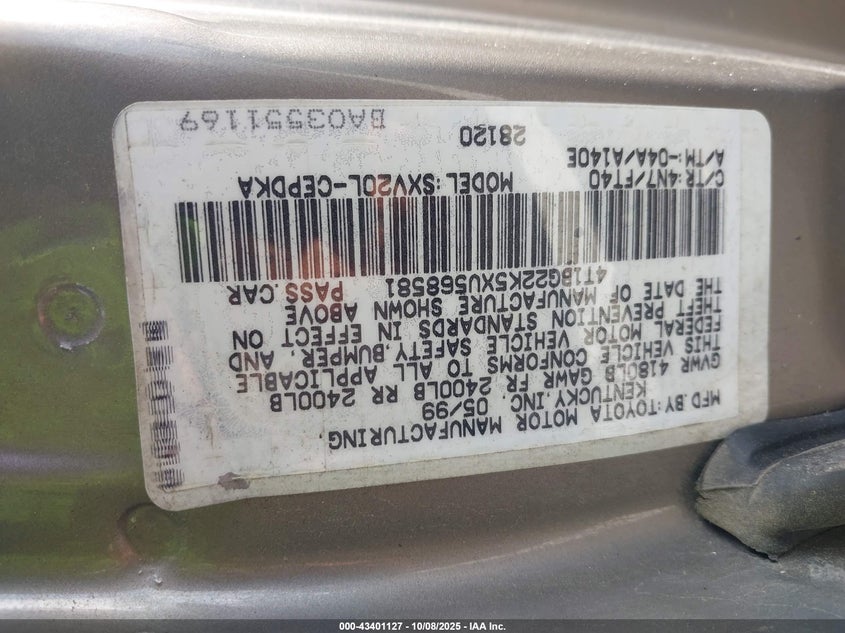 MFD BY:TOYOTA MOTOR MANUFACTURING,
KENTUCKY,INC. 05/99
GVWR 4180LB GAWR FR 2400LB RR 2400LB
THIS VEHICLE CONFORMS TO ALL APPLICABLE
FEDERAL MOTOR VEHICLE SAFETY,BUMPER, AND
THEFT PREVENTION STANDARDS IN EFFECT ON
THE DATE OF MANUFACTURE SHOWN ABOVE
4T1BG22K5XU568581 PASS.CAR
C/TR:4N7/FT40 MODEL:SXV20L-CEPDKA
A/TM:-04A/A140E
28120 BA03551169
000-43401127 • 10/08/2025 • IAA Inc.